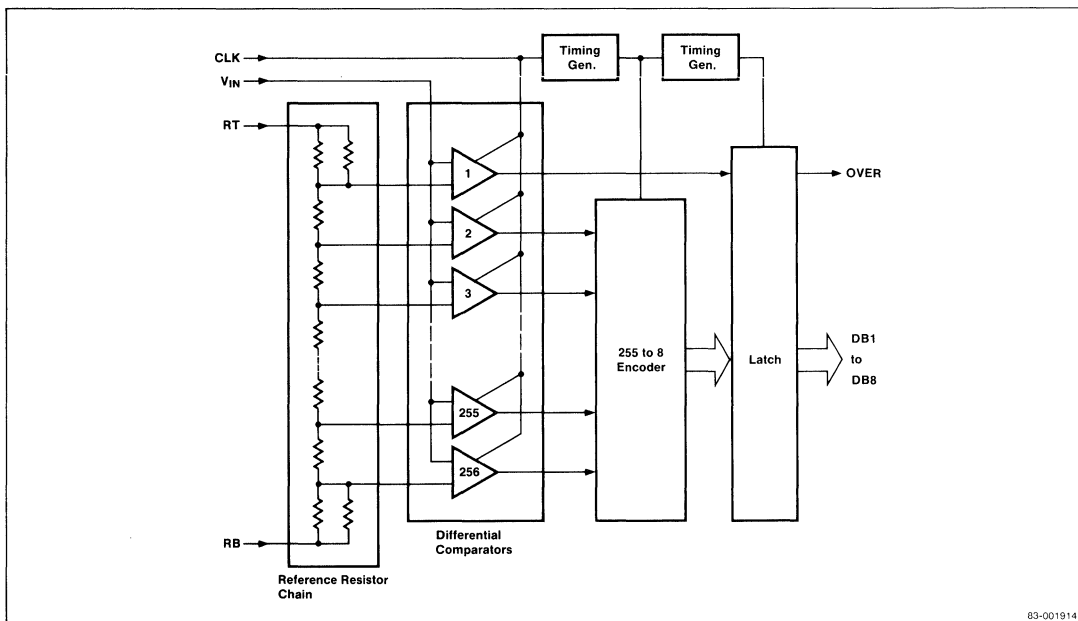 CLK
Timing
Gen.
Timing
Gen.
VIN
RT
1
OVER
2
3
255 to 8
Encoder
Latch
DB1
to
DB8
255
256
RB
Differential
Comparators
Reference Resistor
Chain
83-001914